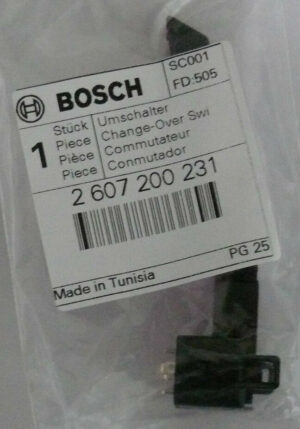 BOSCH
SC001
FD:505
1
Stück Umschalter
Piece Change-Over Swi
Pièce Commutateur
Piece Conmutador
2 607 200 231
PG 25
Made in Tunisia